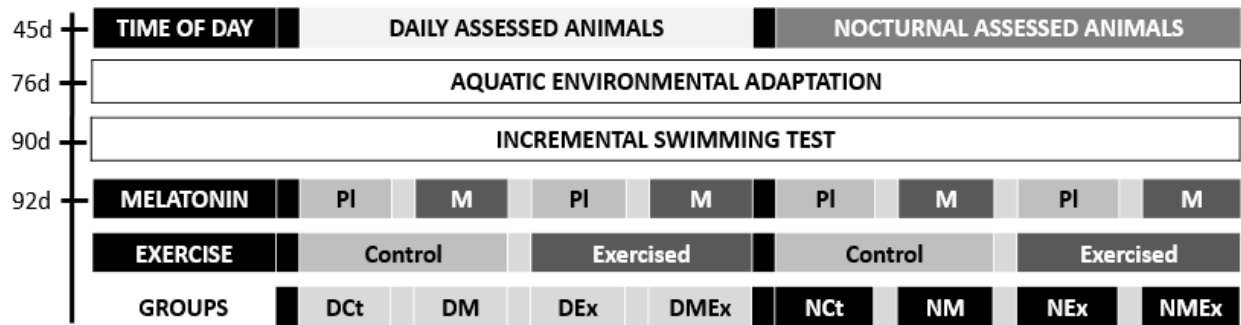 45d TIME OF DAY DAILY ASSESSED ANIMALS NOCTURNAL ASSESSED ANIMALS
76d AQUATIC ENVIRONMENTAL ADAPTATION
90d INCREMENTAL SWIMMING TEST
92d MELATONIN Pl M Pl M Pl M Pl M
EXERCISE Control Exercised Control Exercised
GROUPS DCt DM DEx DMEx NCt NM NEx NMEx